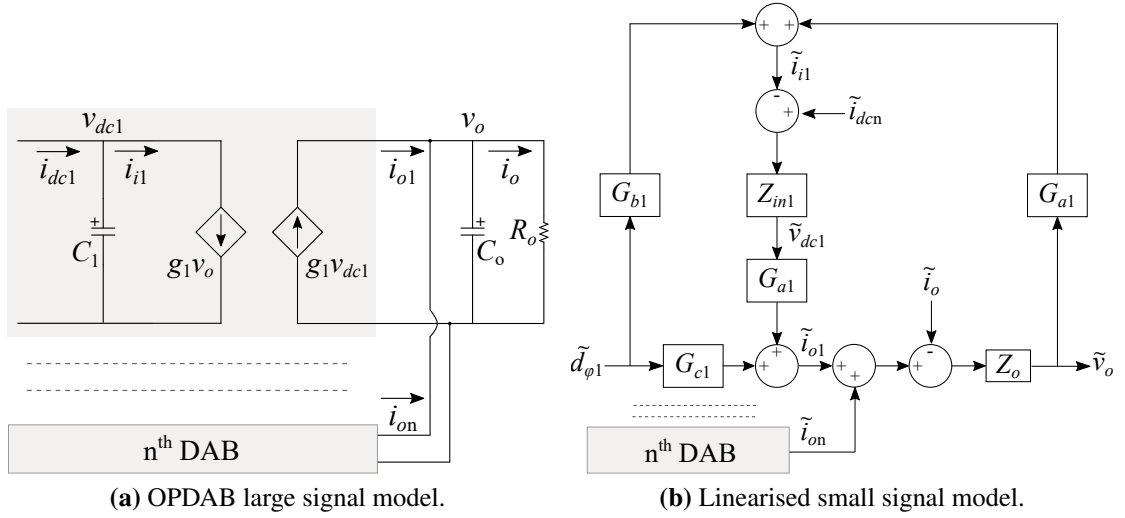 v_dc1
v_o
i_dc1
i_i1
i_o1
i_o
+
+
C_1
g_1v_o
g_1v_dc1
C_o
R_o
i_on
n^th DAB
(a) OPDAB large signal model.
+ +
ĩ_i1
-
+
ĩ_dcn
G_b1
Z_in1
G_a1
ṽ_dc1
G_a1
ĩ_o
d̃_φ1
G_c1
+
+
ĩ_o1
+
+
-
+
Z_o
ṽ_o
ĩ_on
n^th DAB
(b) Linearised small signal model.